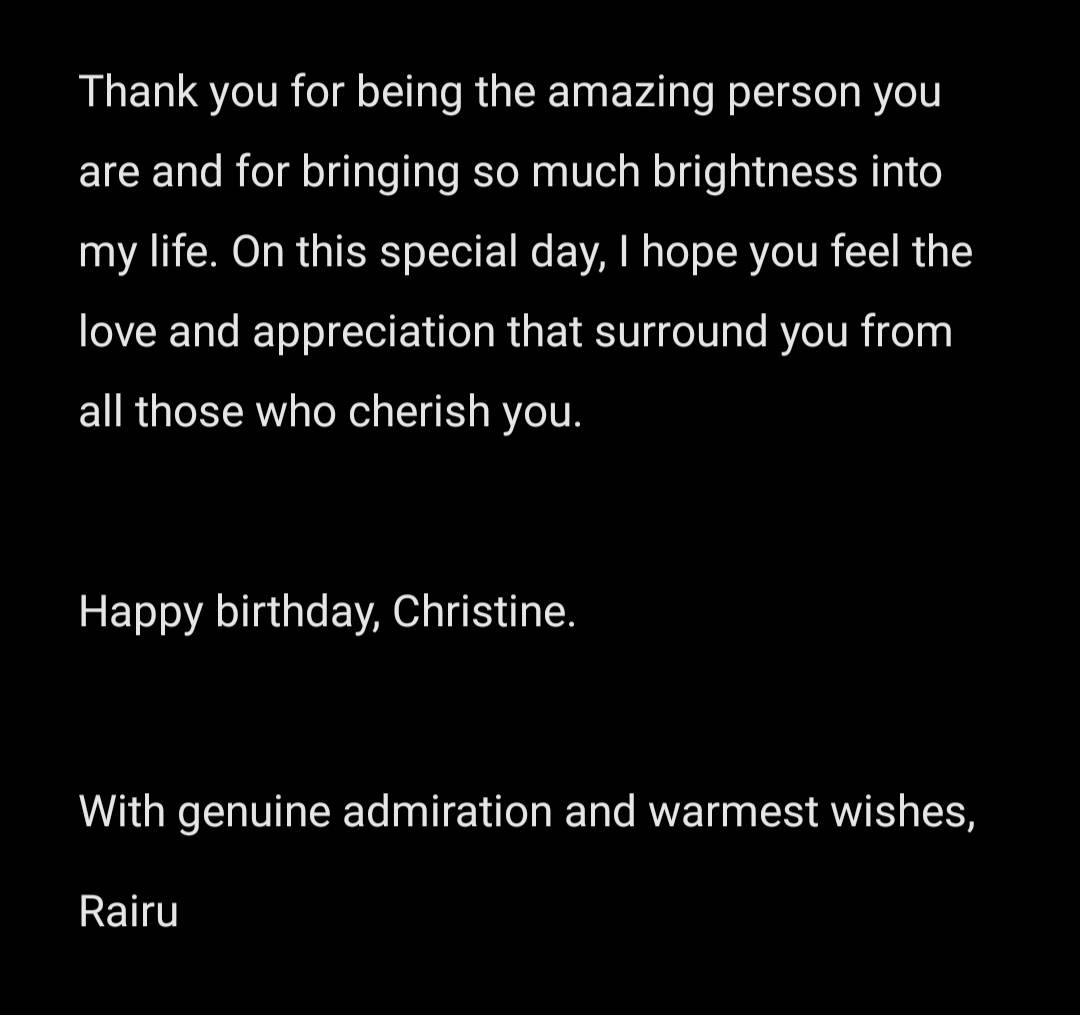 Thank you for being the amazing person you
are and for bringing so much brightness into
my life. On this special day, I hope you feel the
love and appreciation that surround you from
all those who cherish you.
Happy birthday, Christine.
With genuine admiration and warmest wishes,
Rairu